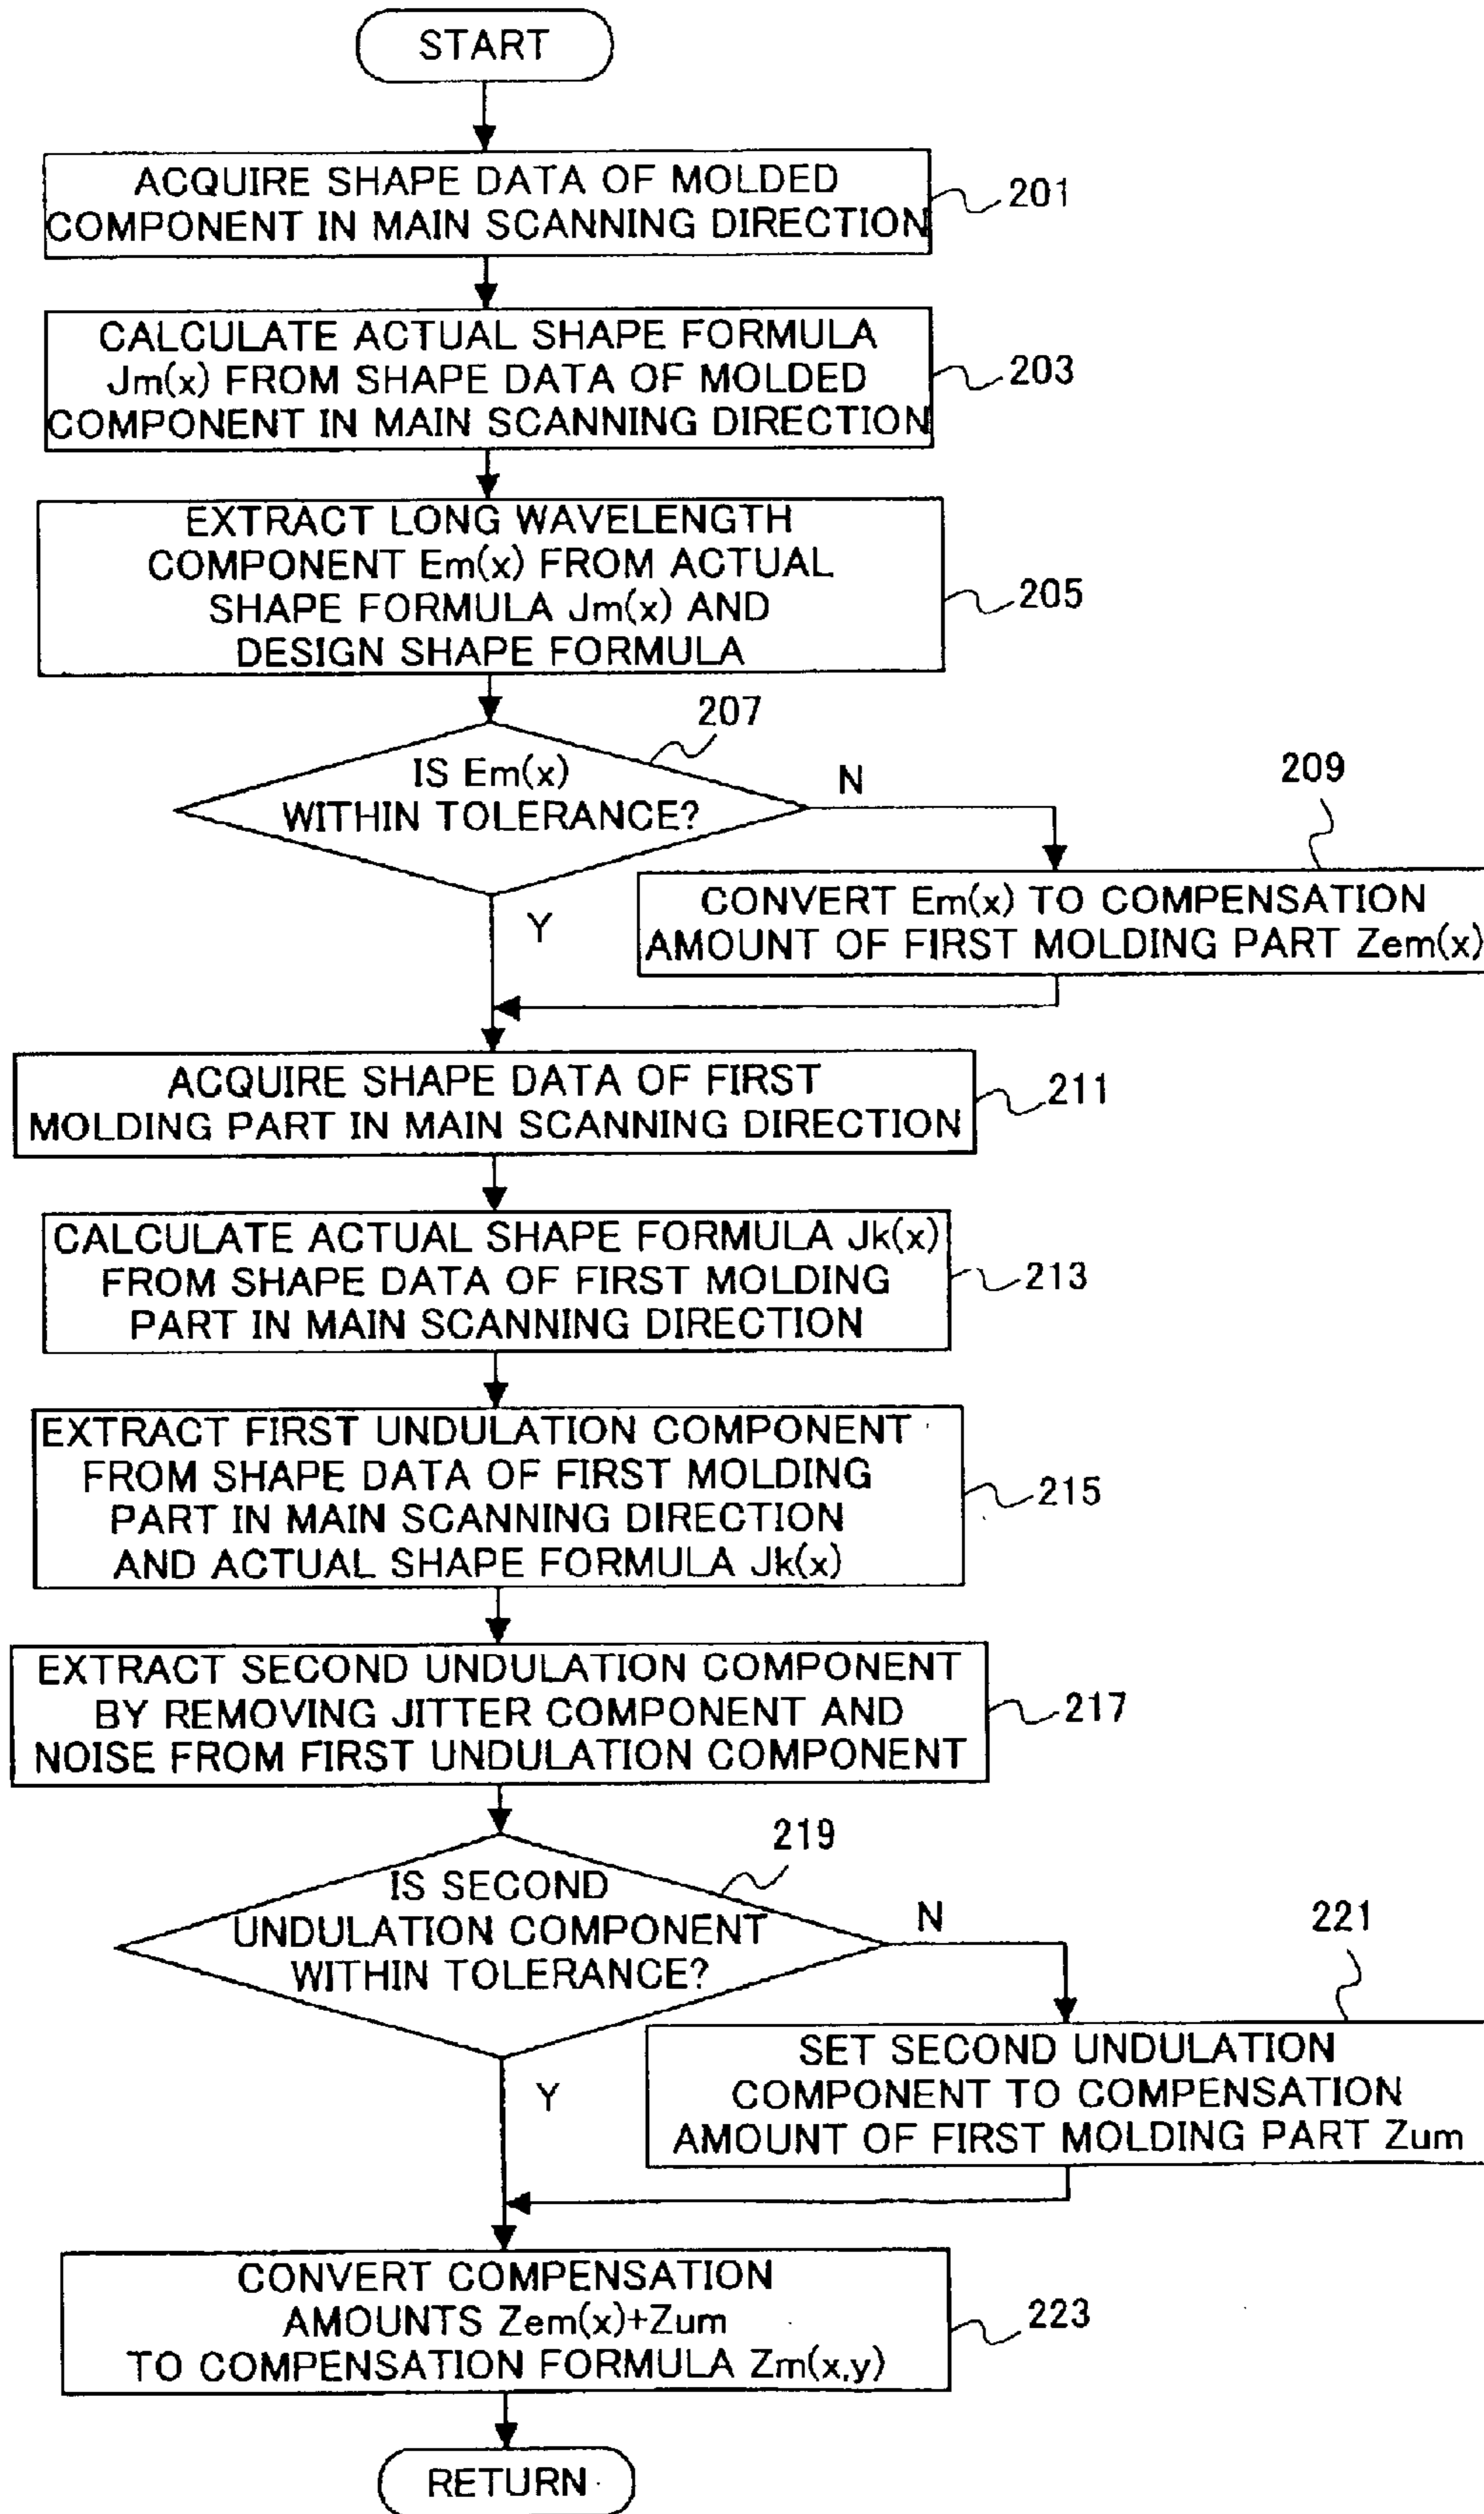 START
ACQUIRE SHAPE DATA OF MOLDED
COMPONENT IN MAIN SCANNING DIRECTION
201
CALCULATE ACTUAL SHAPE FORMULA
Jm(x) FROM SHAPE DATA OF MOLDED
COMPONENT IN MAIN SCANNING DIRECTION
203
EXTRACT LONG WAVELENGTH
COMPONENT Em(x) FROM ACTUAL
SHAPE FORMULA Jm(x) AND
DESIGN SHAPE FORMULA
205
207
IS Em(x)
WITHIN TOLERANCE?
N
Y
209
CONVERT Em(x) TO COMPENSATION
AMOUNT OF FIRST MOLDING PART Zem(x)
ACQUIRE SHAPE DATA OF FIRST
MOLDING PART IN MAIN SCANNING DIRECTION
211
CALCULATE ACTUAL SHAPE FORMULA Jk(x)
FROM SHAPE DATA OF FIRST MOLDING
PART IN MAIN SCANNING DIRECTION
213
EXTRACT FIRST UNDULATION COMPONENT
FROM SHAPE DATA OF FIRST MOLDING
PART IN MAIN SCANNING DIRECTION
AND ACTUAL SHAPE FORMULA Jk(x)
215
EXTRACT SECOND UNDULATION COMPONENT
BY REMOVING JITTER COMPONENT AND
NOISE FROM FIRST UNDULATION COMPONENT
217
219
IS SECOND
UNDULATION COMPONENT
WITHIN TOLERANCE?
N
Y
221
SET SECOND UNDULATION
COMPONENT TO COMPENSATION
AMOUNT OF FIRST MOLDING PART Zum
CONVERT COMPENSATION
AMOUNTS Zem(x)+Zum
TO COMPENSATION FORMULA Zm(x,y)
223
RETURN